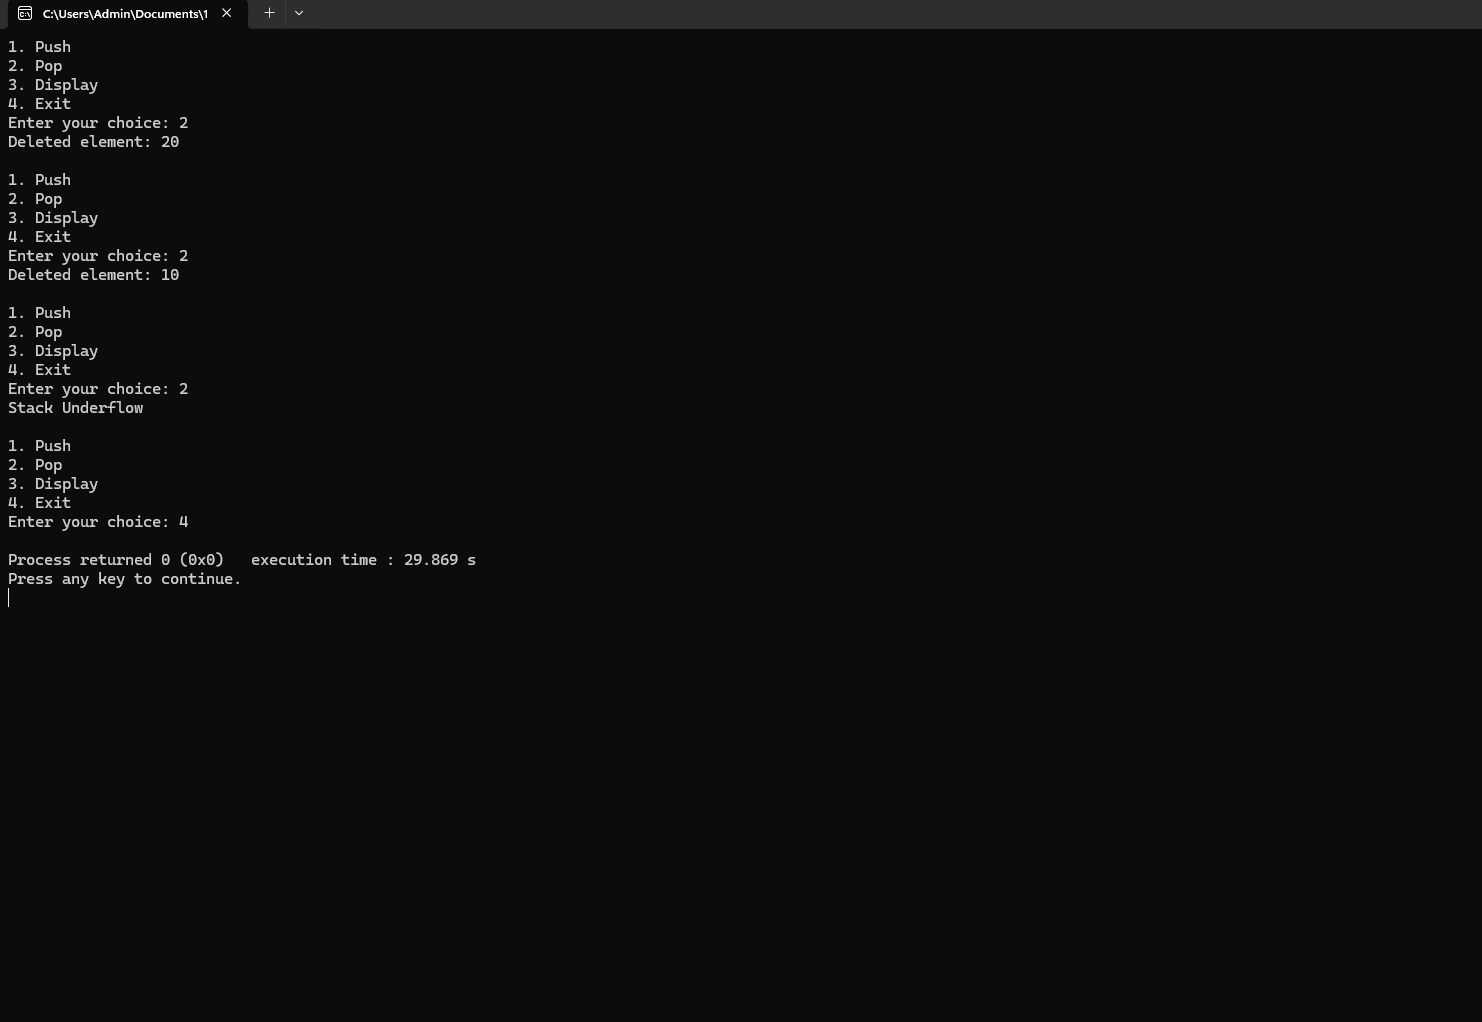 C:\Users\Admin\Documents\1
1. Push
2. Pop
3. Display
4. Exit
Enter your choice: 2
Deleted element: 20
1. Push
2. Pop
3. Display
4. Exit
Enter your choice: 2
Deleted element: 10
1. Push
2. Pop
3. Display
4. Exit
Enter your choice: 2
Stack Underflow
1. Push
2. Pop
3. Display
4. Exit
Enter your choice: 4
Process returned 0 (0x0)   execution time : 29.869 s
Press any key to continue.